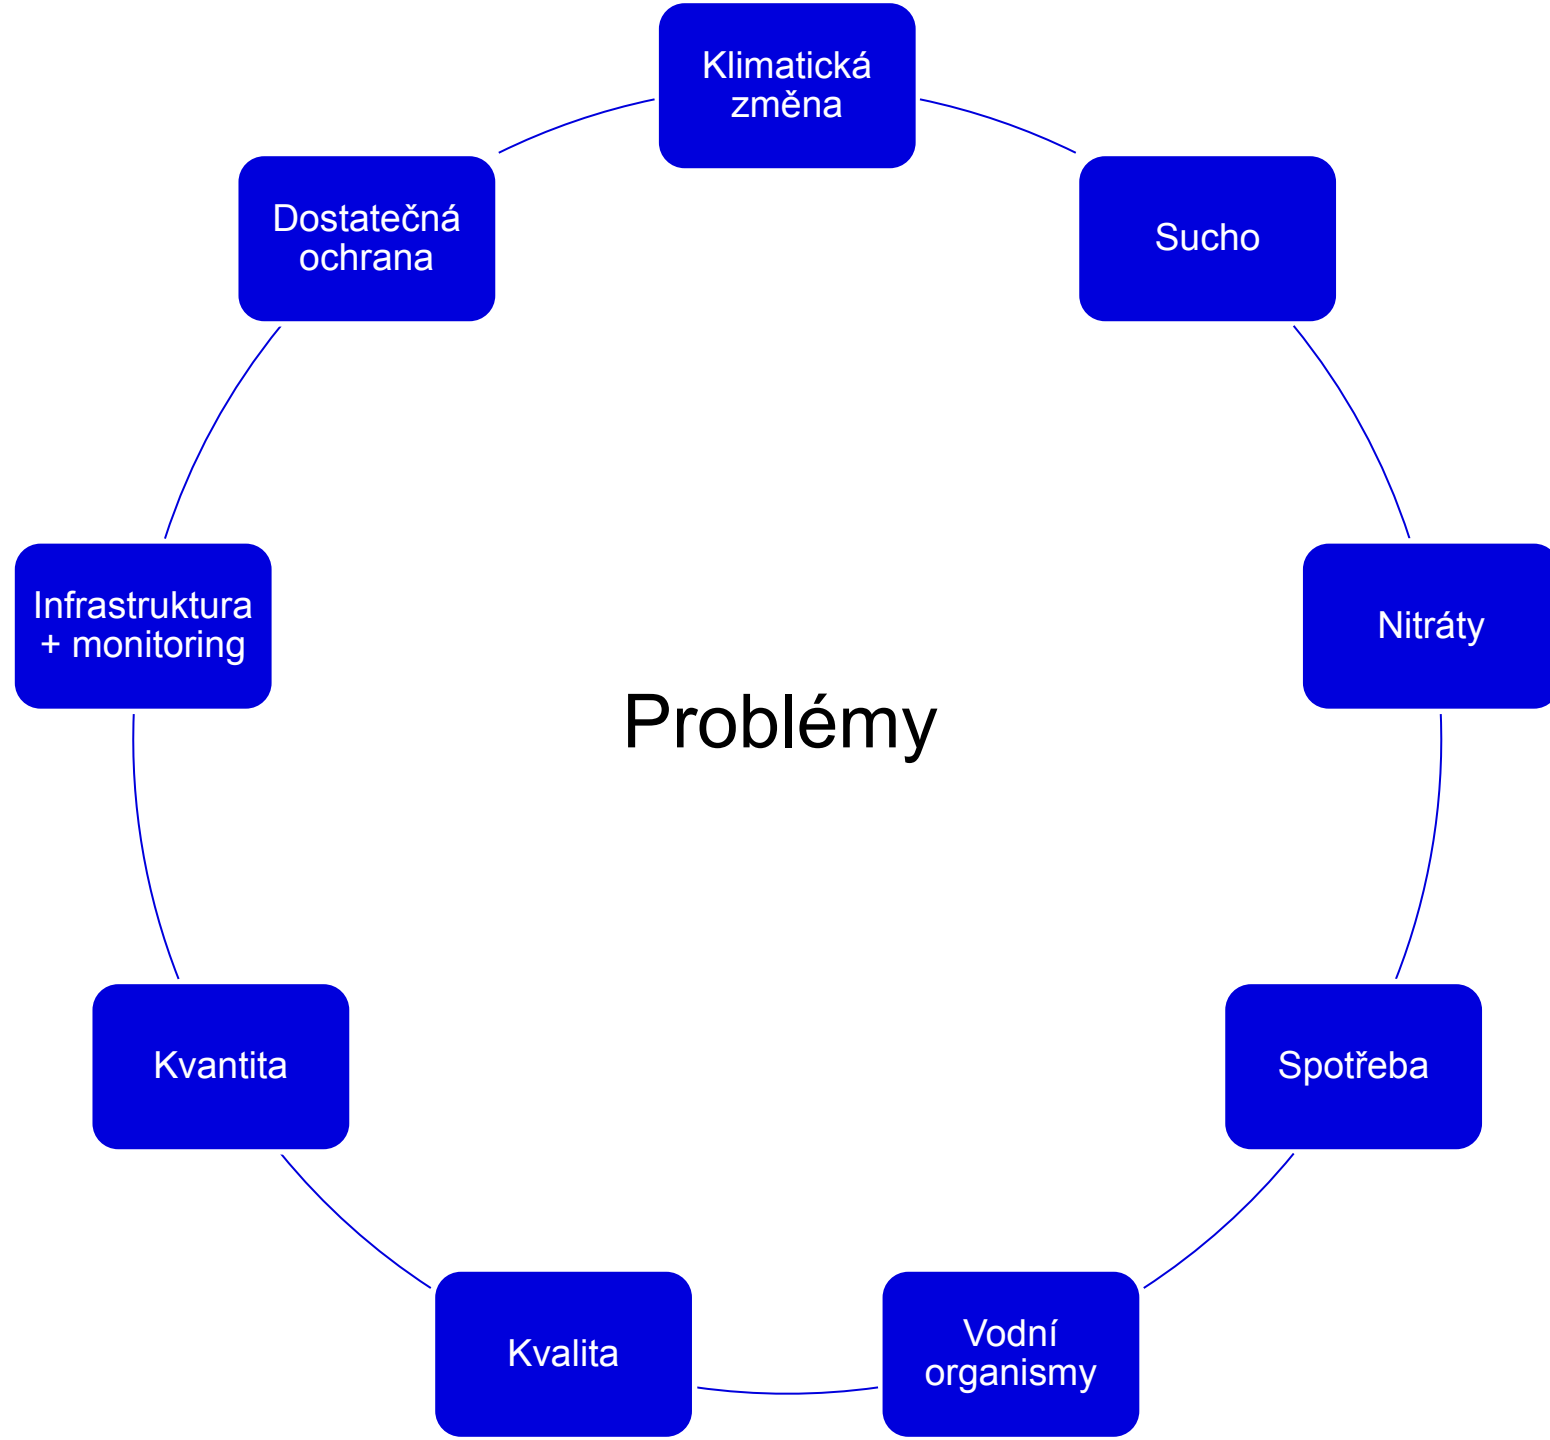 Klimatická
změna
Sucho
Nitráty
Spotřeba
Vodní
organismy
Kvalita
Kvantita
Infrastruktura
+ monitoring
Dostatečná
ochrana
Problémy